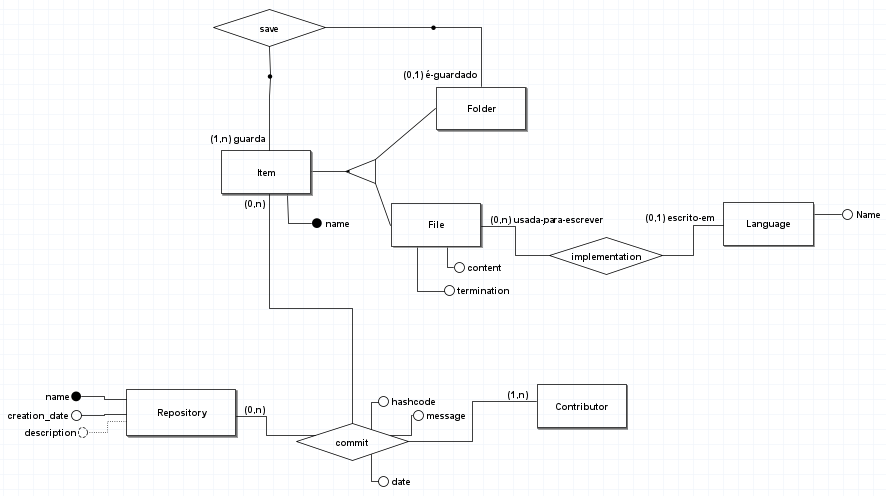 save
(0,1) é-guardado
Folder
(1,n) guarda
Item
(0,n)
name
File
(0,n) usada-para-escrever
(0,1) escrito-em
Language
Name
implementation
content
termination
name
creation_date
description
Repository
(0,n)
hashcode
message
commit
date
(1,n)
Contributor